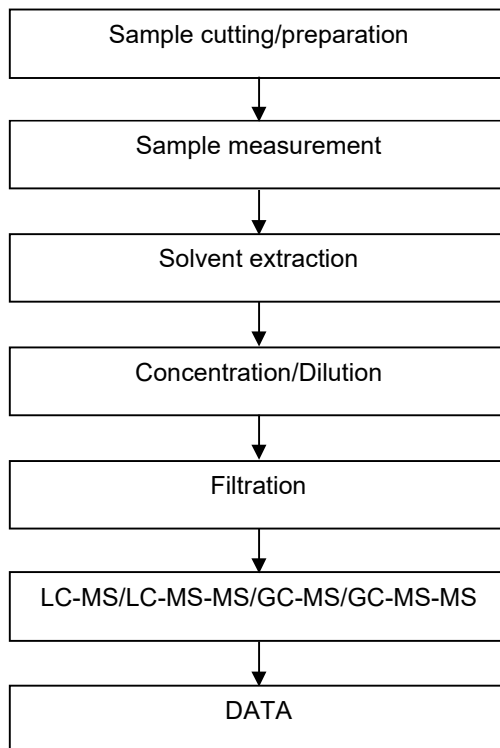 Sample cutting/preparation
Sample measurement
Solvent extraction
Concentration/Dilution
Filtration
LC-MS/LC-MS-MS/GC-MS/GC-MS-MS
DATA